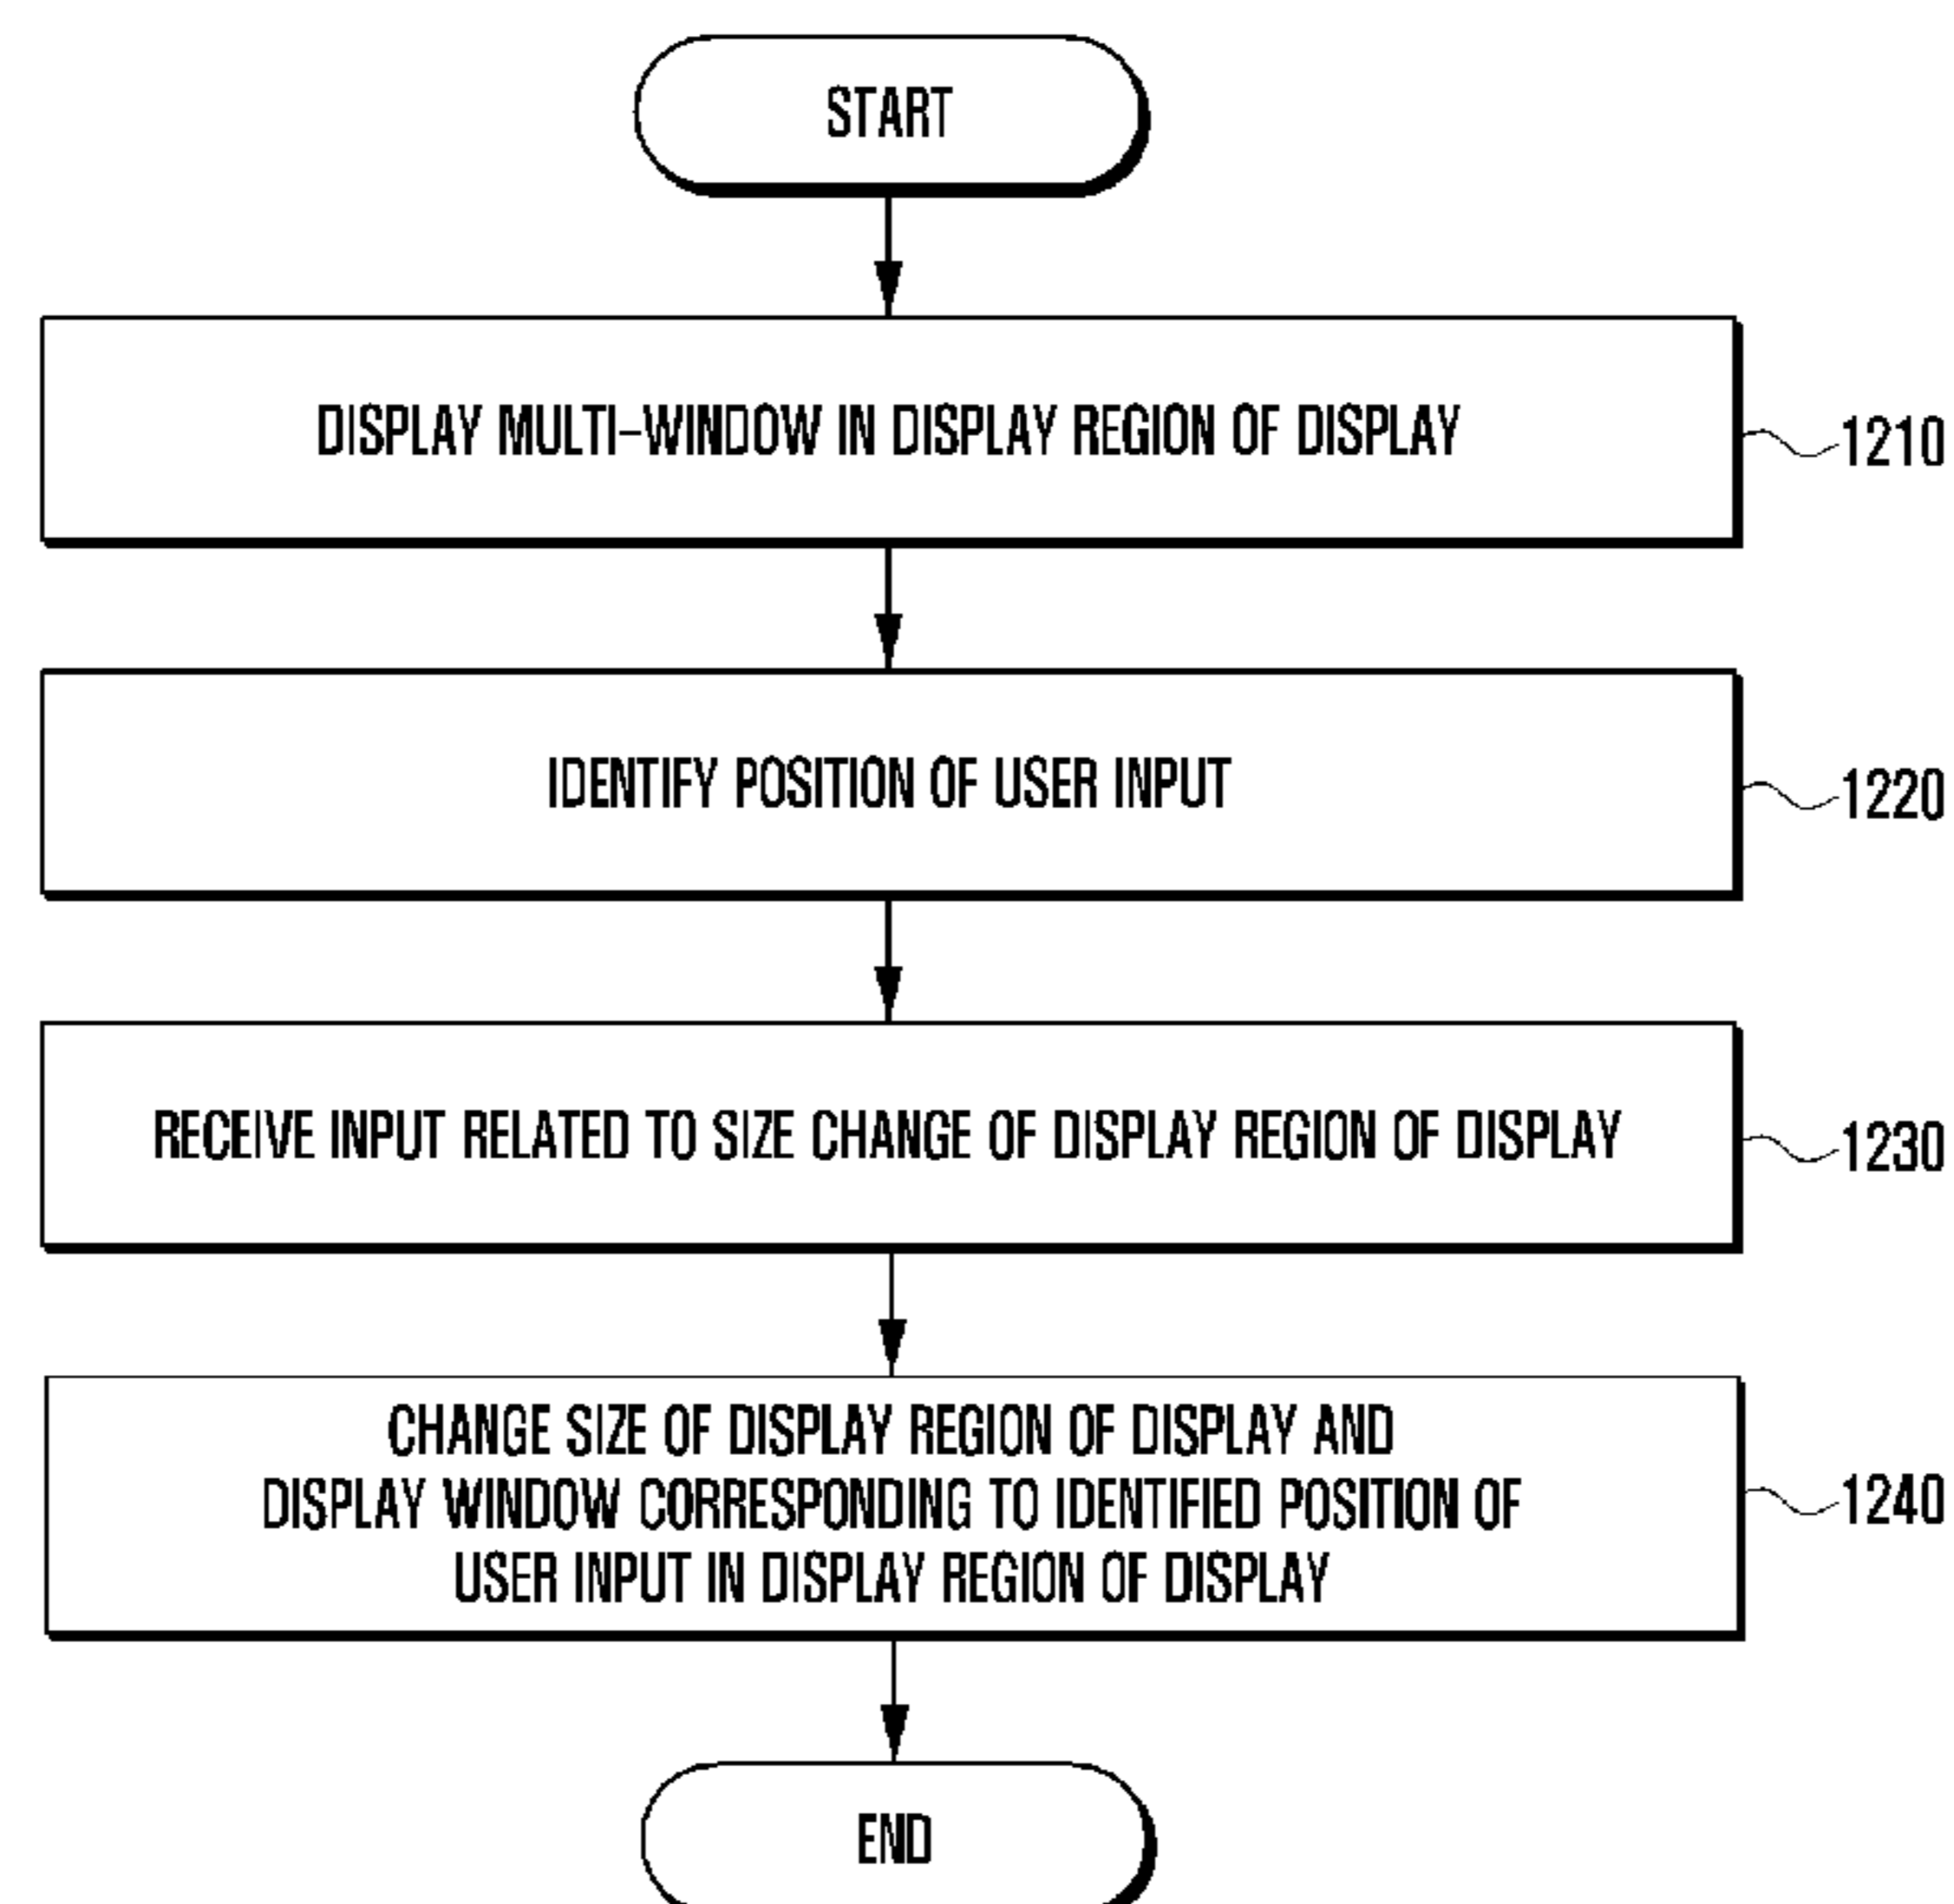 START
DISPLAY MULTI-WINDOW IN DISPLAY REGION OF DISPLAY
1210
IDENTIFY POSITION OF USER INPUT
1220
RECEIVE INPUT RELATED TO SIZE CHANGE OF DISPLAY REGION OF DISPLAY
1230
CHANGE SIZE OF DISPLAY REGION OF DISPLAY AND
DISPLAY WINDOW CORRESPONDING TO IDENTIFIED POSITION OF
USER INPUT IN DISPLAY REGION OF DISPLAY
1240
END